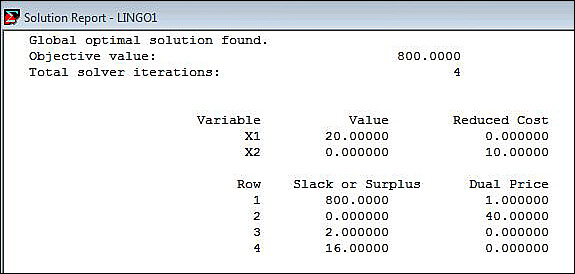 Solution Report - LINGO1
Global optimal solution found.
Objective value: 800.0000
Total solver iterations: 4
Variable Value Reduced Cost
X1 20.00000 0.000000
X2 0.000000 10.00000
Row Slack or Surplus Dual Price
1 800.0000 1.000000
2 0.000000 40.00000
3 2.000000 0.000000
4 16.00000 0.000000